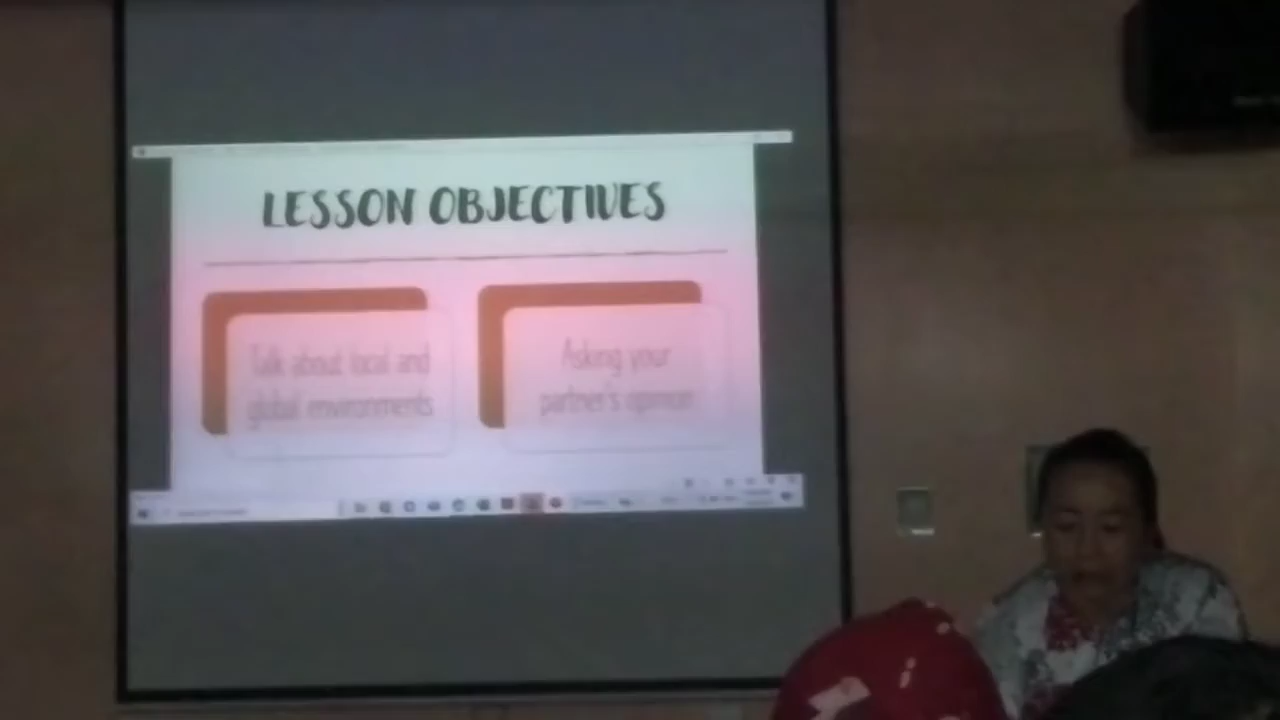 LESSON OBJECTIVES
Talk about local and
global environments
Asking your
partner's opinion